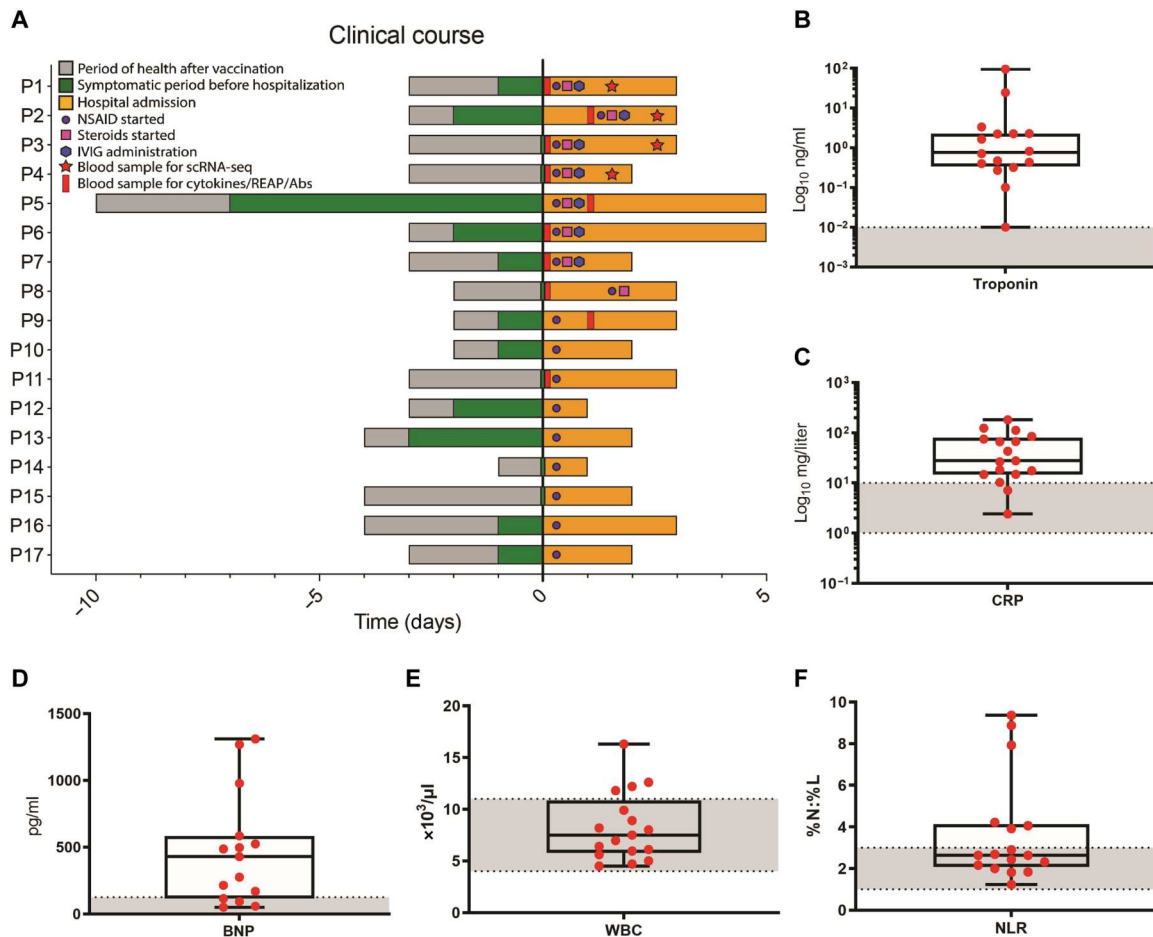 A
Clinical course
Period of health after vaccination
Symptomatic period before hospitalization
Hospital admission
NSAID started
Steroids started
IVIG administration
Blood sample for scRNA-seq
Blood sample for cytokines/REAP/Abs
P1
P2
P3
P4
P5
P6
P7
P8
P9
P10
P11
P12
P13
P14
P15
P16
P17
−10
−5
0
5
Time (days)
B
Log₁₀ ng/ml
10²
10¹
10⁰
10⁻¹
10⁻²
10⁻³
Troponin
C
Log₁₀ mg/liter
10³
10²
10¹
10⁰
10⁻¹
CRP
D
pg/ml
1500
1000
500
0
BNP
E
×10³/µl
20
15
10
5
0
WBC
F
%N:%L
10
8
6
4
2
0
NLR